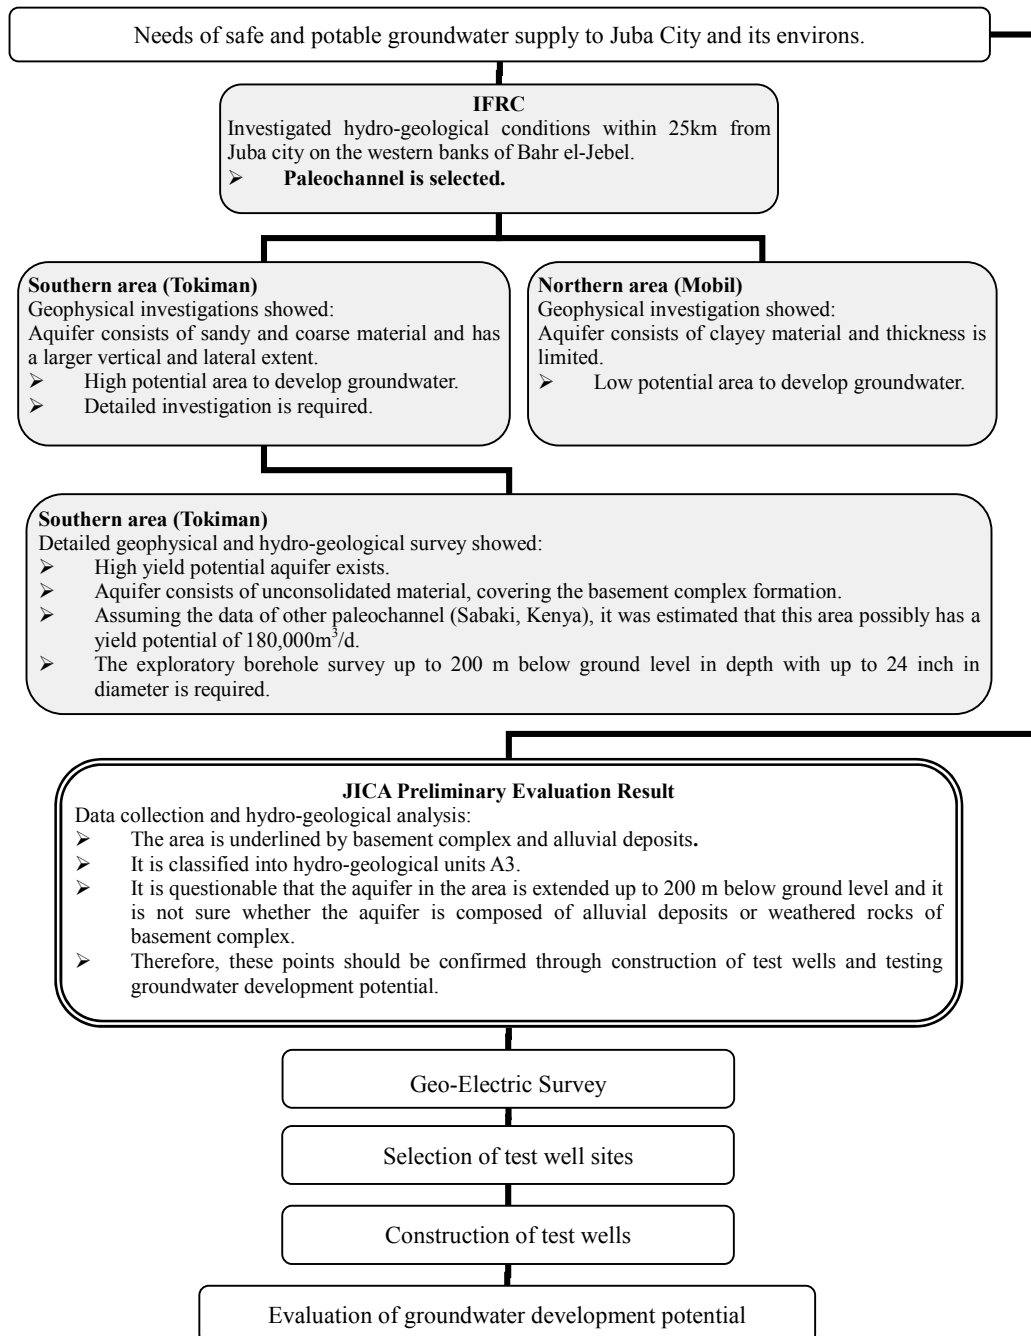 Needs of safe and potable groundwater supply to Juba City and its environs.
IFRC
Investigated hydro-geological conditions within 25km from
Juba city on the western banks of Bahr el-Jebel.
➢ Paleochannel is selected.
Southern area (Tokiman)
Geophysical investigations showed:
Aquifer consists of sandy and coarse material and has
a larger vertical and lateral extent.
➢ High potential area to develop groundwater.
➢ Detailed investigation is required.
Northern area (Mobil)
Geophysical investigation showed:
Aquifer consists of clayey material and thickness is
limited.
➢ Low potential area to develop groundwater.
Southern area (Tokiman)
Detailed geophysical and hydro-geological survey showed:
➢ High yield potential aquifer exists.
➢ Aquifer consists of unconsolidated material, covering the basement complex formation.
➢ Assuming the data of other paleochannel (Sabaki, Kenya), it was estimated that this area possibly has a
yield potential of 180,000m³/d.
➢ The exploratory borehole survey up to 200 m below ground level in depth with up to 24 inch in
diameter is required.
JICA Preliminary Evaluation Result
Data collection and hydro-geological analysis:
➢ The area is underlined by basement complex and alluvial deposits.
➢ It is classified into hydro-geological units A3.
➢ It is questionable that the aquifer in the area is extended up to 200 m below ground level and it
is not sure whether the aquifer is composed of alluvial deposits or weathered rocks of
basement complex.
➢ Therefore, these points should be confirmed through construction of test wells and testing
groundwater development potential.
Geo-Electric Survey
Selection of test well sites
Construction of test wells
Evaluation of groundwater development potential